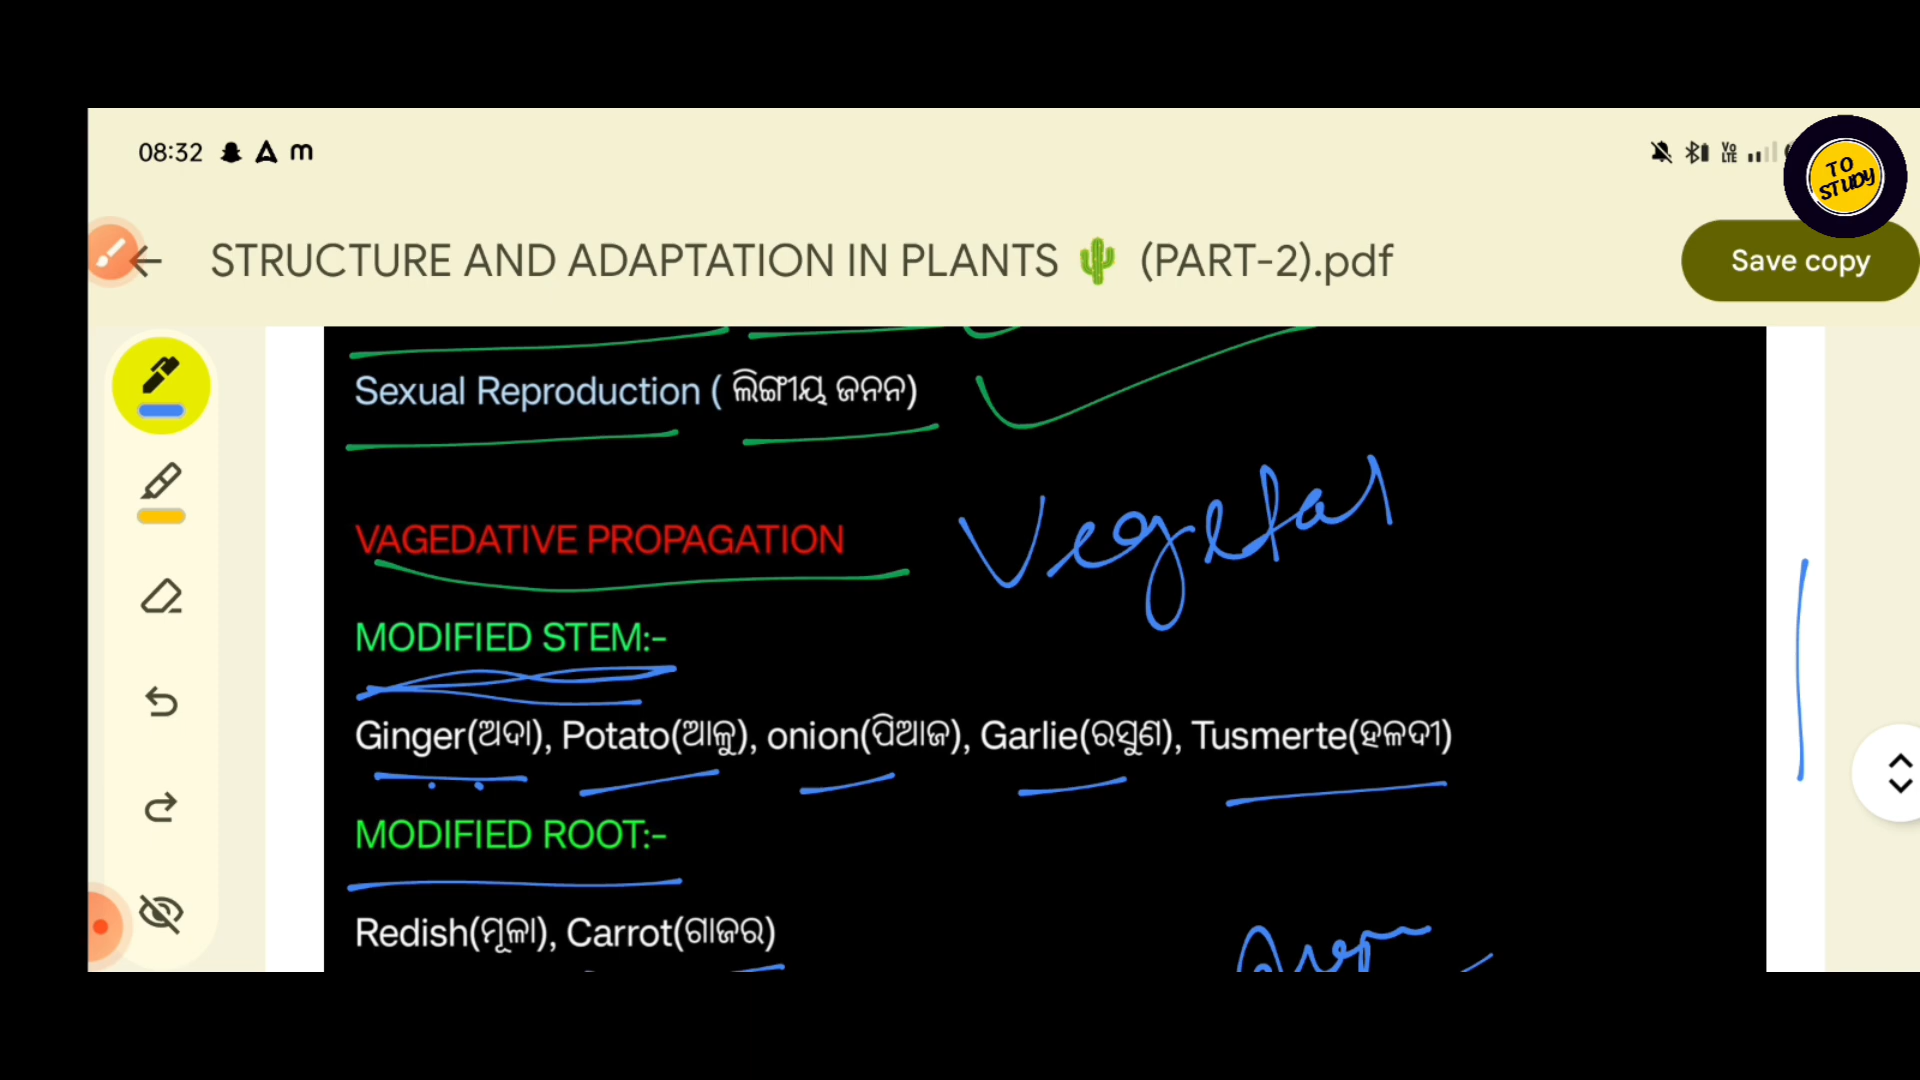 08:32
TO STUDY
STRUCTURE AND ADAPTATION IN PLANTS 🌵 (PART-2).pdf
Save copy
Sexual Reproduction ( ଲିଙ୍ଗୀୟ ଜନନ)
VAGEDATIVE PROPAGATION
MODIFIED STEM:-
Ginger(ଅଦା), Potato(ଆଳୁ), onion(ପିଆଜ), Garlie(ରସୁଣ), Tusmerte(ହଳଦୀ)
MODIFIED ROOT:-
Redish(ମୂଳା), Carrot(ଗାଜର)